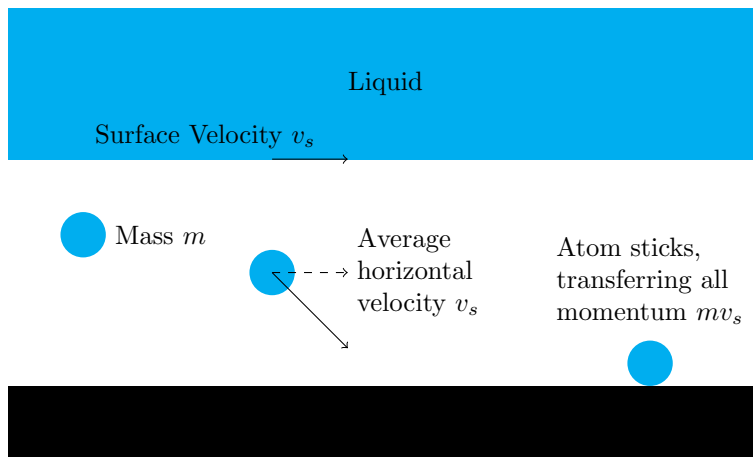 Liquid
Surface Velocity v_s
Mass m
Average
horizontal
velocity v_s
Atom sticks,
transferring all
momentum mv_s